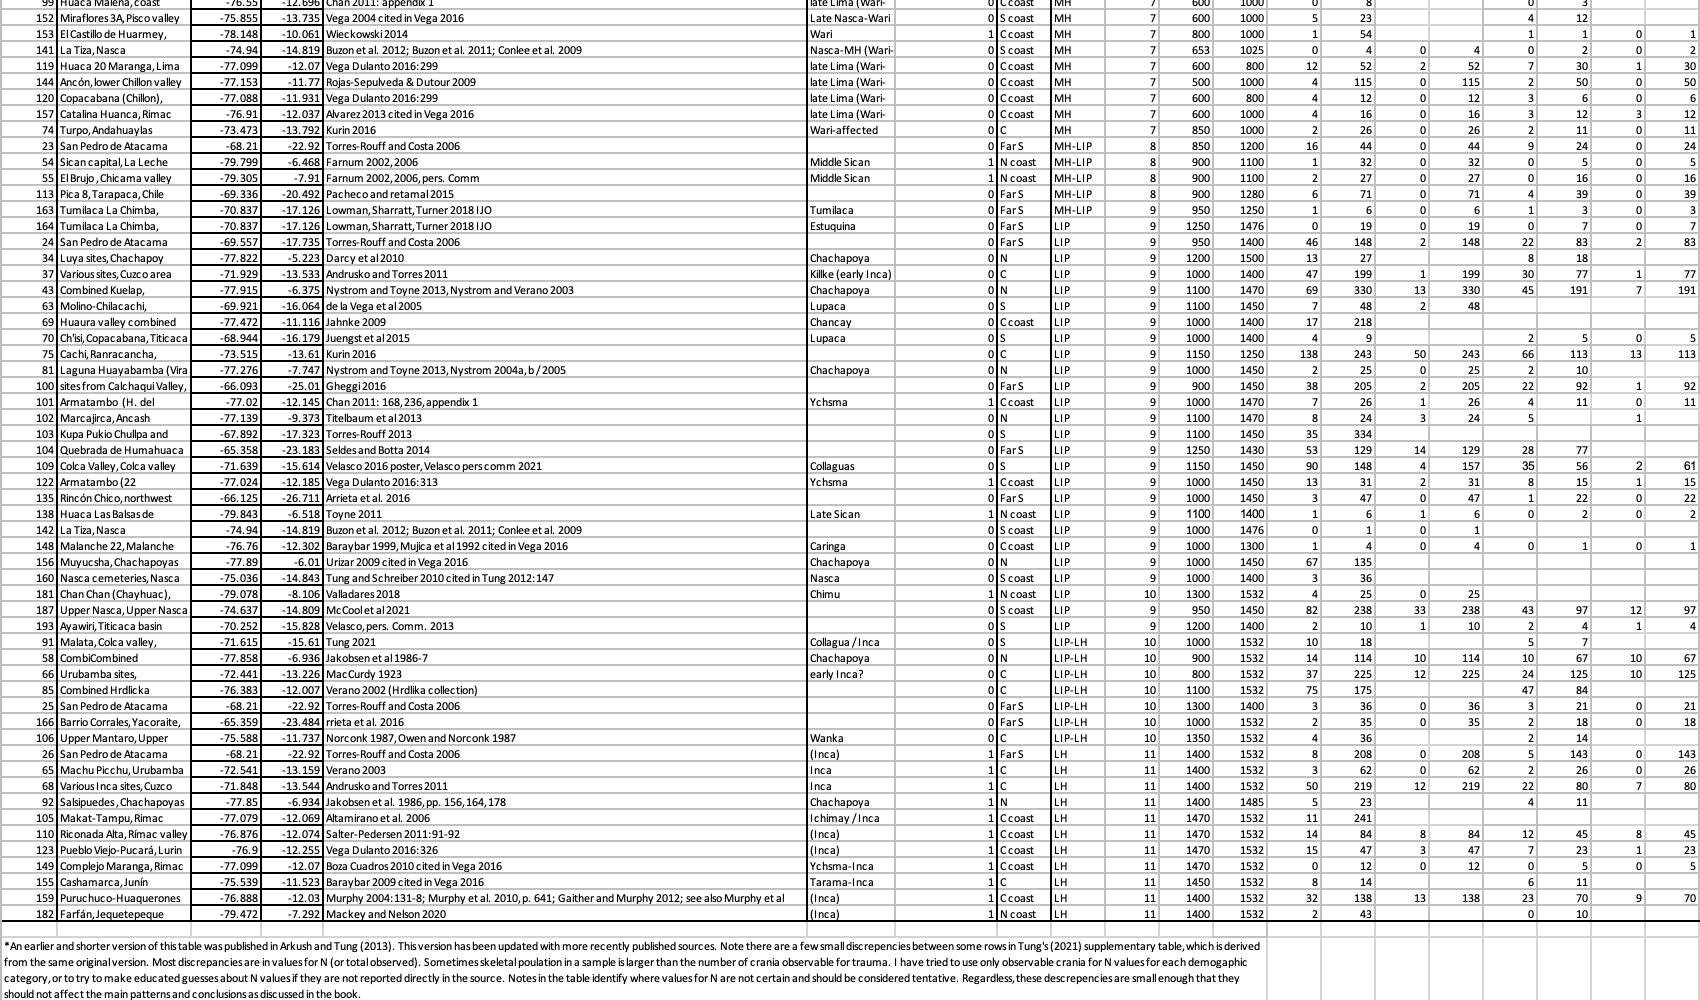 99 Huaca Malena, coast -76.55 -12.696 Chan 2011: appendix 1 late Lima (Wari- 0 C coast MH 7 600 1000 0 8 0 3
152 Miraflores 3A, Pisco valley -75.855 -13.735 Vega 2004 cited in Vega 2016 Late Nasca-Wari 0 S coast MH 7 600 1000 5 23 4 12
153 El Castillo de Huarmey, -78.148 -10.061 Wieckowski 2014 Wari 1 C coast MH 7 800 1000 1 54 1 1 0 1
141 La Tiza, Nasca -74.94 -14.819 Buzon et al. 2012; Buzon et al. 2011; Conlee et al. 2009 Nasca-MH (Wari- 0 S coast MH 7 653 1025 0 4 0 4 0 2 0 2
119 Huaca 20 Maranga, Lima -77.099 -12.07 Vega Dulanto 2016:299 late Lima (Wari- 0 C coast MH 7 600 800 12 52 2 52 7 30 1 30
144 Ancón, lower Chillon valley -77.153 -11.77 Rojas-Sepulveda & Dutour 2009 late Lima (Wari- 0 C coast MH 7 500 1000 4 115 0 115 2 50 0 50
120 Copacabana (Chillon), -77.088 -11.931 Vega Dulanto 2016:299 late Lima (Wari- 0 C coast MH 7 600 800 4 12 0 12 3 6 0 6
157 Catalina Huanca, Rimac -76.91 -12.037 Alvarez 2013 cited in Vega 2016 late Lima (Wari- 0 C coast MH 7 600 1000 4 16 0 16 3 12 3 12
74 Turpo, Andahuaylas -73.473 -13.792 Kurin 2016 Wari-affected 0 C MH 7 850 1000 2 26 0 26 2 11 0 11
23 San Pedro de Atacama -68.21 -22.92 Torres-Rouff and Costa 2006 0 Far S MH-LIP 8 850 1200 16 44 0 44 9 24 0 24
54 Sican capital, La Leche -79.799 -6.468 Farnum 2002, 2006 Middle Sican 1 N coast MH-LIP 8 900 1100 1 32 0 32 0 5 0 5
55 El Brujo, Chicama valley -79.305 -7.91 Farnum 2002, 2006, pers. Comm Middle Sican 1 N coast MH-LIP 8 900 1100 2 27 0 27 0 16 0 16
113 Pica 8, Tarapaca, Chile -69.336 -20.492 Pacheco and retamal 2015 0 Far S MH-LIP 8 900 1280 6 71 0 71 4 39 0 39
163 Tumilaca La Chimba, -70.837 -17.126 Lowman, Sharratt, Turner 2018 IJO Tumilaca 0 Far S MH-LIP 9 950 1250 1 6 0 6 1 3 0 3
164 Tumilaca La Chimba, -70.837 -17.126 Lowman, Sharratt, Turner 2018 IJO Estuquina 0 Far S LIP 9 1250 1476 0 19 0 19 0 7 0 7
24 San Pedro de Atacama -69.557 -17.735 Torres-Rouff and Costa 2006 0 Far S LIP 9 950 1400 46 148 2 148 22 83 2 83
34 Luya sites, Chachapoy -77.822 -5.223 Darcy et al 2010 Chachapoya 0 N LIP 9 1200 1500 13 27 8 18
37 Various sites, Cuzco area -71.929 -13.533 Andrusko and Torres 2011 Killke (early Inca) 0 C LIP 9 1000 1400 47 199 1 199 30 77 1 77
43 Combined Kuelap, -77.915 -6.375 Nystrom and Toyne 2013, Nystrom and Verano 2003 Chachapoya 0 N LIP 9 1100 1470 69 330 13 330 45 191 7 191
63 Molino-Chilacachi, -69.921 -16.064 de la Vega et al 2005 Lupaca 0 S LIP 9 1100 1450 7 48 2 48
69 Huaura valley combined -77.472 -11.116 Jahnke 2009 Chancay 0 C coast LIP 9 1000 1400 17 218
70 Ch'isi, Copacabana, Titicaca -68.944 -16.179 Juengst et al 2015 Lupaca 0 S LIP 9 1000 1400 4 9 2 5 0 5
75 Cachi, Ranracancha, -73.515 -13.61 Kurin 2016 0 C LIP 9 1150 1250 138 243 50 243 66 113 13 113
81 Laguna Huayabamba (Vira -77.276 -7.747 Nystrom and Toyne 2013, Nystrom 2004a, b / 2005 Chachapoya 0 N LIP 9 1000 1450 2 25 0 25 2 10
100 sites from Calchaqui Valley, -66.093 -25.01 Gheggi 2016 0 Far S LIP 9 900 1450 38 205 2 205 22 92 1 92
101 Armatambo (H. del -77.02 -12.145 Chan 2011: 168, 236, appendix 1 Ychsma 1 C coast LIP 9 1000 1470 7 26 1 26 4 11 0 11
102 Marcajirca, Ancash -77.139 -9.373 Titelbaum et al 2013 0 N LIP 9 1100 1470 8 24 3 24 5 1
103 Kupa Pukio Chullpa and -67.892 -17.323 Torres-Rouff 2013 0 S LIP 9 1100 1450 35 334
104 Quebrada de Humahuaca -65.358 -23.183 Seldes and Botta 2014 0 Far S LIP 9 1250 1430 53 129 14 129 28 77
109 Colca Valley, Colca valley -71.639 -15.614 Velasco 2016 poster, Velasco pers comm 2021 Collaguas 0 S LIP 9 1150 1450 90 148 4 157 35 56 2 61
122 Armatambo (22 -77.024 -12.185 Vega Dulanto 2016:313 Ychsma 1 C coast LIP 9 1000 1450 13 31 2 31 8 15 1 15
135 Rincón Chico, northwest -66.125 -26.711 Arrieta et al. 2016 0 Far S LIP 9 1000 1450 3 47 0 47 1 22 0 22
138 Huaca Las Balsas de -79.843 -6.518 Toyne 2011 Late Sican 1 N coast LIP 9 1100 1400 1 6 1 6 0 2 0 2
142 La Tiza, Nasca -74.94 -14.819 Buzon et al. 2012; Buzon et al. 2011; Conlee et al. 2009 0 S coast LIP 9 1000 1476 0 1 0 1
148 Malanche 22, Malanche -76.76 -12.302 Baraybar 1999, Mujica et al 1992 cited in Vega 2016 Caringa 0 C coast LIP 9 1000 1300 1 4 0 4 0 1 0 1
156 Muyucsha, Chachapoyas -77.89 -6.01 Urizar 2009 cited in Vega 2016 Chachapoya 0 N LIP 9 1000 1450 67 135
160 Nasca cemeteries, Nasca -75.036 -14.843 Tung and Schreiber 2010 cited in Tung 2012:147 Nasca 0 S coast LIP 9 1000 1400 3 36
181 Chan Chan (Chayhuac), -79.078 -8.106 Valladares 2018 Chimu 1 N coast LIP 10 1300 1532 4 25 0 25
187 Upper Nasca, Upper Nasca -74.637 -14.809 McCool et al 2021 0 S coast LIP 9 950 1450 82 238 33 238 43 97 12 97
193 Ayawiri, Titicaca basin -70.252 -15.828 Velasco, pers. Comm. 2013 0 S LIP 9 1200 1400 2 10 1 10 2 4 1 4
91 Malata, Colca valley, -71.615 -15.61 Tung 2021 Collagua / Inca 0 S LIP-LH 10 1000 1532 10 18 5 7
58 CombiCombined -77.858 -6.936 Jakobsen et al 1986-7 Chachapoya 0 N LIP-LH 10 900 1532 14 114 10 114 10 67 10 67
66 Urubamba sites, -72.441 -13.226 MacCurdy 1923 early Inca? 0 C LIP-LH 10 800 1532 37 225 12 225 24 125 10 125
85 Combined Hrdlicka -76.383 -12.007 Verano 2002 (Hrdlika collection) 0 C LIP-LH 10 1100 1532 75 175 47 84
25 San Pedro de Atacama -68.21 -22.92 Torres-Rouff and Costa 2006 0 Far S LIP-LH 10 1300 1400 3 36 0 36 3 21 0 21
166 Barrio Corrales, Yacoraite, -65.359 -23.484 rrieta et al. 2016 0 Far S LIP-LH 10 1000 1532 2 35 0 35 2 18 0 18
106 Upper Mantaro, Upper -75.588 -11.737 Norconk 1987, Owen and Norconk 1987 Wanka 0 C LIP-LH 10 1350 1532 4 36 2 14
26 San Pedro de Atacama -68.21 -22.92 Torres-Rouff and Costa 2006 (Inca) 1 Far S LH 11 1400 1532 8 208 0 208 5 143 0 143
65 Machu Picchu, Urubamba -72.541 -13.159 Verano 2003 Inca 1 C LH 11 1400 1532 3 62 0 62 2 26 0 26
68 Various Inca sites, Cuzco -71.848 -13.544 Andrusko and Torres 2011 Inca 1 C LH 11 1400 1532 50 219 12 219 22 80 7 80
92 Salsipuedes, Chachapoyas -77.85 -6.934 Jakobsen et al. 1986, pp. 156, 164, 178 Chachapoya 1 N LH 11 1400 1485 5 23 4 11
105 Makat-Tampu, Rimac -77.079 -12.069 Altamirano et al. 2006 Ichimay / Inca 1 C coast LH 11 1470 1532 11 241
110 Riconada Alta, Rímac valley -76.876 -12.074 Salter-Pedersen 2011:91-92 (Inca) 1 C coast LH 11 1470 1532 14 84 8 84 12 45 8 45
123 Pueblo Viejo-Pucará, Lurin -76.9 -12.255 Vega Dulanto 2016:326 (Inca) 1 C coast LH 11 1470 1532 15 47 3 47 7 23 1 23
149 Complejo Maranga, Rimac -77.099 -12.07 Boza Cuadros 2010 cited in Vega 2016 Ychsma-Inca 1 C coast LH 11 1470 1532 0 12 0 12 0 5 0 5
155 Cashamarca, Junín -75.539 -11.523 Baraybar 2009 cited in Vega 2016 Tarama-Inca 1 C LH 11 1450 1532 8 14 6 11
159 Puruchuco-Huaquerones -76.888 -12.03 Murphy 2004:131-8; Murphy et al. 2010, p. 641; Gaither and Murphy 2012; see also Murphy et al (Inca) 1 C coast LH 11 1400 1532 32 138 13 138 23 70 9 70
182 Farfán, Jequetepeque -79.472 -7.292 Mackey and Nelson 2020 (Inca) 1 N coast LH 11 1400 1532 2 43 0 10
*An earlier and shorter version of this table was published in Arkush and Tung (2013). This version has been updated with more recently published sources. Note there are a few small discrepencies between some rows in Tung's (2021) supplementary table, which is derived
from the same original version. Most discrepancies are in values for N (or total observed). Sometimes skeletal poulation in a sample is larger than the number of crania observable for trauma. I have tried to use only observable crania for N values for each demogaphic
category, or to try to make educated guesses about N values if they are not reported directly in the source. Notes in the table identify where values for N are not certain and should be considered tentative. Regardless, these descrepencies are small enough that they
should not affect the main patterns and conclusions as discussed in the book.